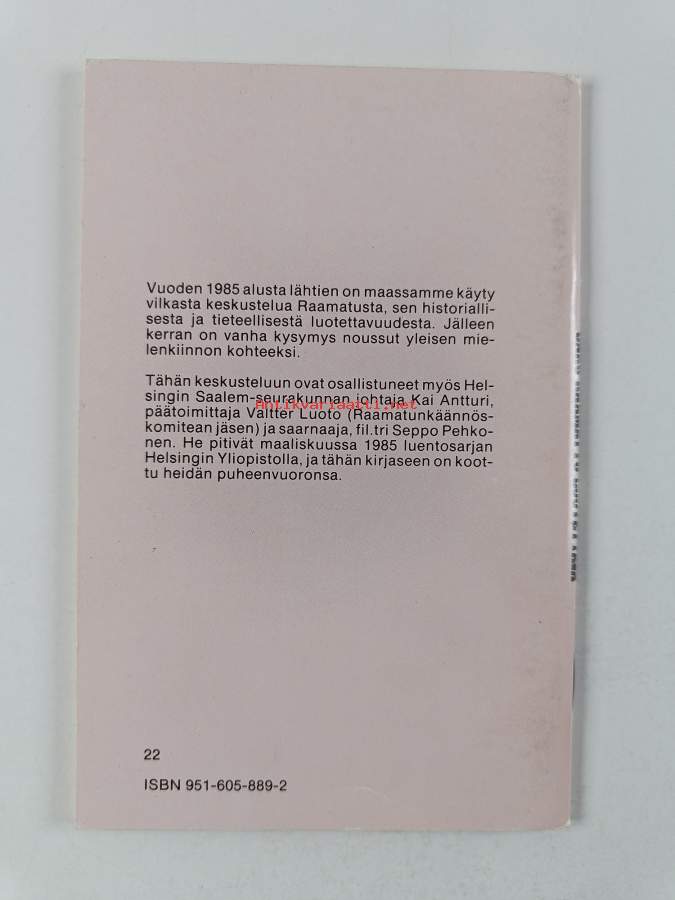 Vuoden 1985 alusta lähtien on maassamme käyty
vilkasta keskustelua Raamatusta, sen historialli-
sesta ja tieteellisestä luotettavuudesta. Jälleen
kerran on vanha kysymys noussut yleisen mie-
lenkiinnon kohteeksi.
Tähän keskusteluun ovat osallistuneet myös Hel-
singin Saalem-seurakunnan johtaja Kai Antturi,
päätoimittaja Valtter Luoto (Raamatunkäännös-
komitean jäsen) ja saarnaaja, fil.tri Seppo Pehko-
nen. He pitivät maaliskuussa 1985 luentosarjan
Helsingin Yliopistolla, ja tähän kirjaseen on koot-
tu heidän puheenvuoronsa.
Antikvariaatti.net
22
ISBN 951-605-889-2